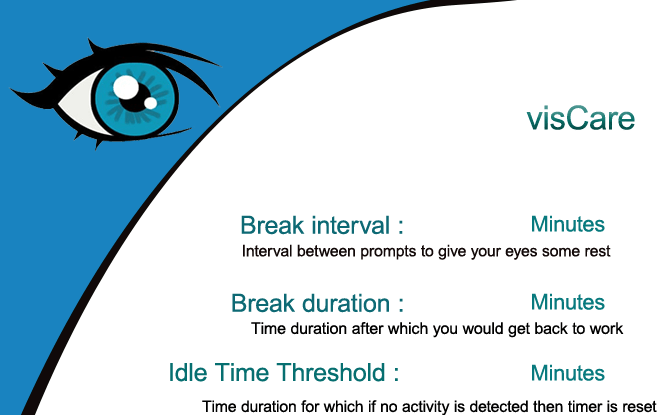 visCare
Break interval : Minutes
Interval between prompts to give your eyes some rest
Break duration : Minutes
Time duration after which you would get back to work
Idle Time Threshold : Minutes
Time duration for which if no activity is detected then timer is reset